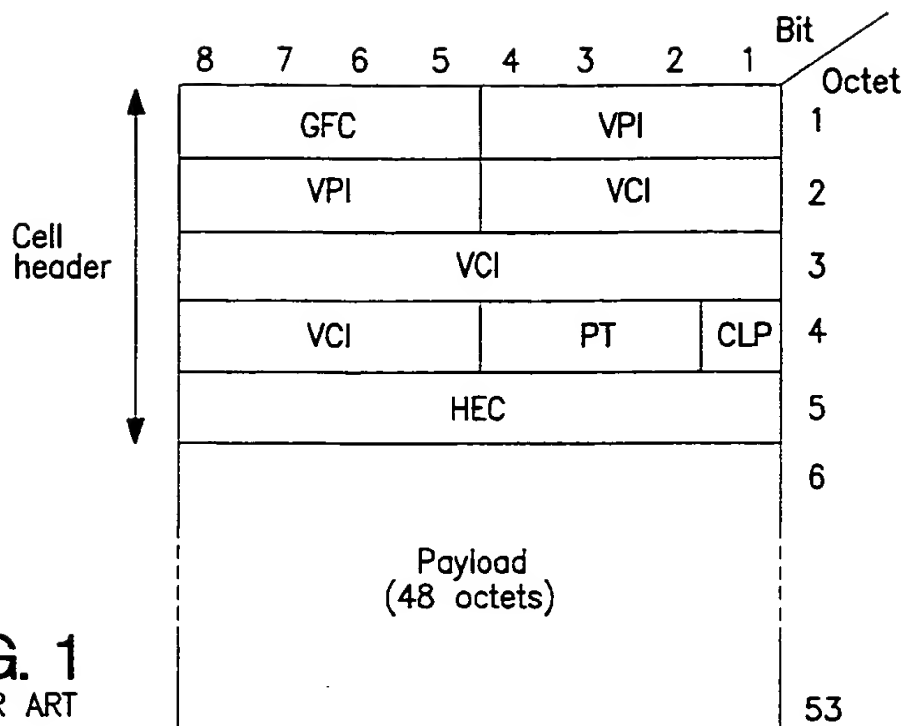 Bit
8 7 6 5 4 3 2 1
Octet
GFC VPI 1
VPI VCI 2
Cell
header
VCI 3
VCI PT CLP 4
HEC 5
6
Payload
(48 octets)
G. 1
R ART
53